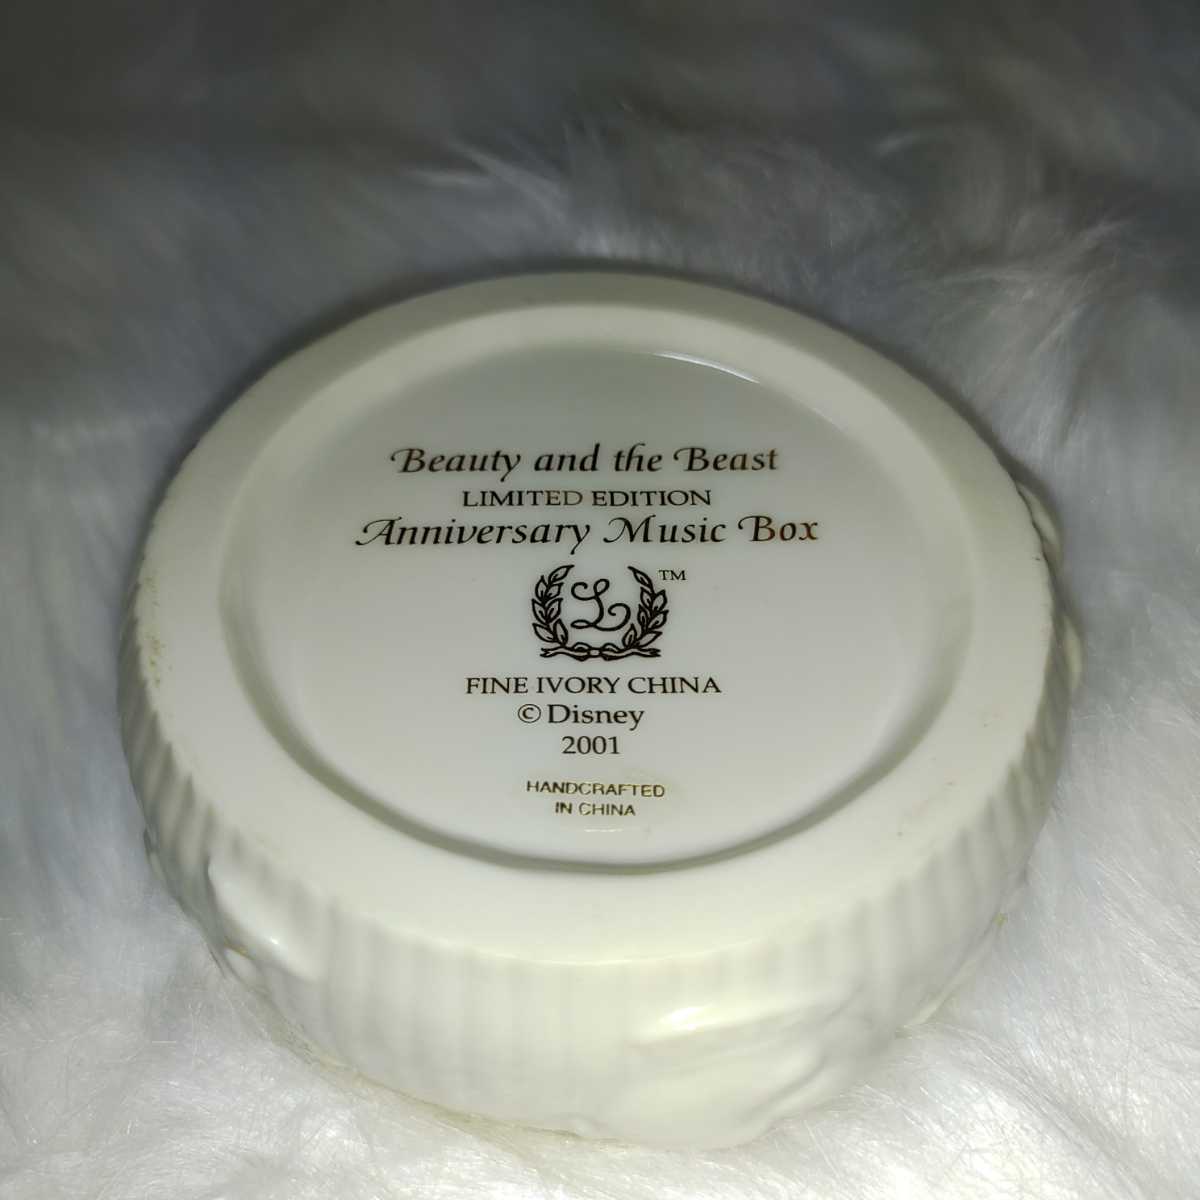 Beauty and the Beast
LIMITED EDITION
Anniversary Music Box
L ™
FINE IVORY CHINA
© Disney
2001
HANDCRAFTED
IN CHINA